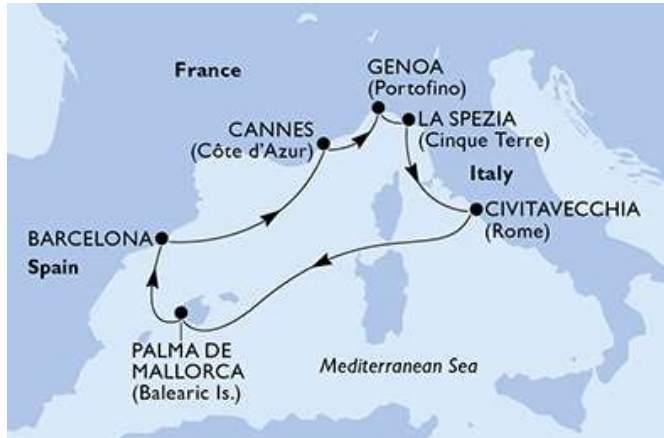 France
GENOA
(Portofino)
CANNES
(Côte d'Azur)
LA SPEZIA
(Cinque Terre)
Italy
CIVITAVECCHIA
(Rome)
BARCELONA
Spain
PALMA DE
MALLORCA
(Balearic Is.)
Mediterranean Sea